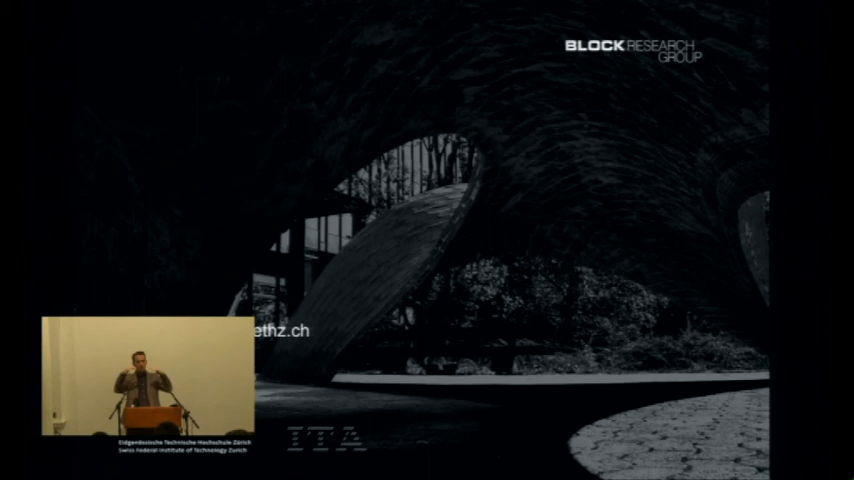 BLOCK RESEARCH
GROUP
ethz.ch
Eidgenössische Technische Hochschule Zürich
Swiss Federal Institute of Technology Zurich
ITA